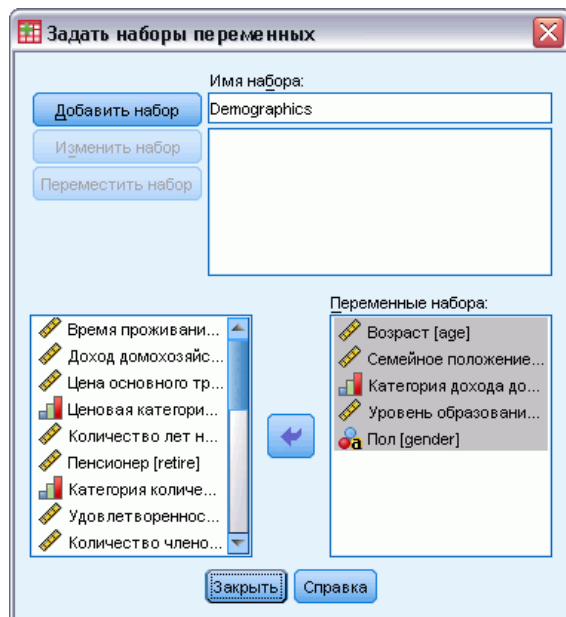 Задать наборы переменных
Имя набора:
Добавить набор
Demographics
Изменить набор
Переместить набор
Переменные набора:
Время проживани...
Доход домохозяйс...
Цена основного тр...
Ценовая категори...
Количество лет н...
Пенсионер [retire]
Категория количе...
Удовлетвореннос...
Количество члено...
Возраст [age]
Семейное положение...
Категория дохода до...
Уровень образовани...
Пол [gender]
Закрыть
Справка